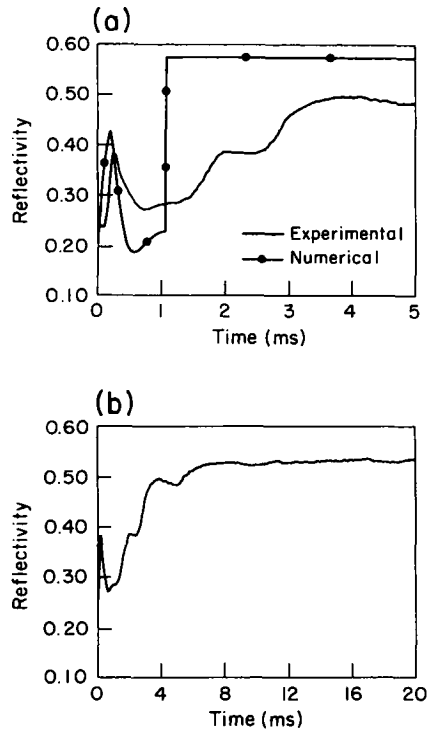 (a)
0.60
0.50
0.40
0.30
0.20
0.10
Reflectivity
Experimental
Numerical
0 1 2 3 4 5
Time (ms)
(b)
0.60
0.50
0.40
0.30
0.20
0.10
Reflectivity
0 4 8 12 16 20
Time (ms)